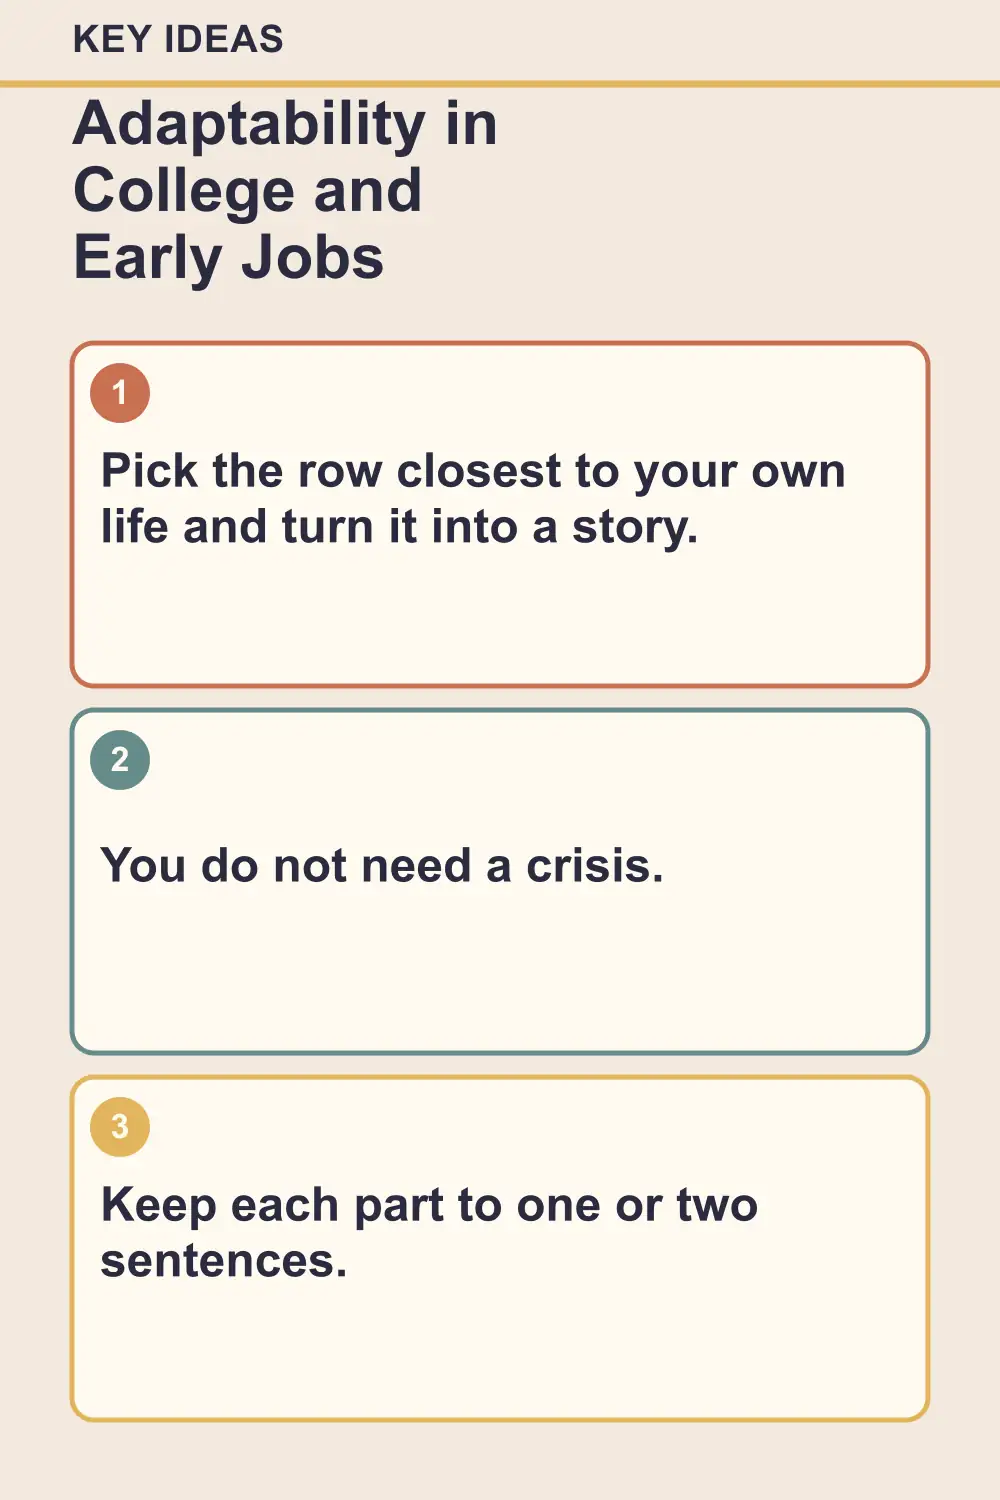 KEY IDEAS
Adaptability in
College and
Early Jobs
1
Pick the row closest to your own
life and turn it into a story.
2
You do not need a crisis.
3
Keep each part to one or two
sentences.